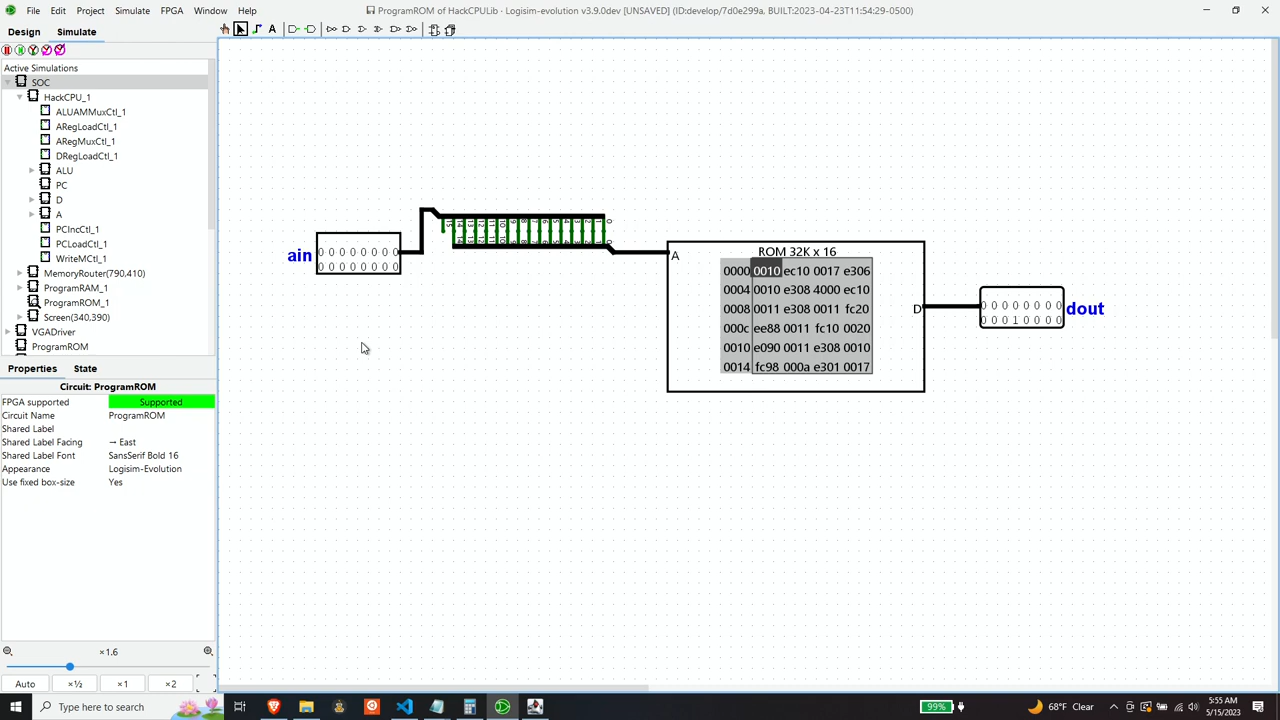 ProgramROM of HackCPULib - Logisim-evolution v3.9.0dev [UNSAVED] (ID:develop/7d0e299a, BUILT:2023-04-23T11:54:29-0500)
File Edit Project Simulate FPGA Window Help
Design Simulate
Active Simulations
SOC
HackCPU_1
ALUAMMuxCtl_1
ARegLoadCtl_1
ARegMuxCtl_1
DRegLoadCtl_1
ALU
PC
D
A
PCIncCtl_1
PCLoadCtl_1
WriteMCtl_1
MemoryRouter(790,410)
ProgramRAM_1
ProgramROM_1
Screen(340,390)
VGADriver
ProgramROM
Properties State
Circuit: ProgramROM
FPGA supported Supported
Circuit Name ProgramROM
Shared Label
Shared Label Facing → East
Shared Label Font SansSerif Bold 16
Appearance Logisim-Evolution
Use fixed box-size Yes
×1.6
Auto ×½ ×1 ×2
ain
0 0 0 0 0 0 0 0
0 0 0 0 0 0 0 0
A
ROM 32K x 16
0000 0010 ec10 0017 e306
0004 0010 e308 4000 ec10
0008 0011 e308 0011 fc20
000c ee88 0011 fc10 0020
0010 e090 0011 e308 0010
0014 fc98 000a e301 0017
D
0 0 0 0 0 0 0 0
0 0 0 1 0 0 0 0
dout
Type here to search
99%
68°F Clear
5:55 AM
5/15/2023